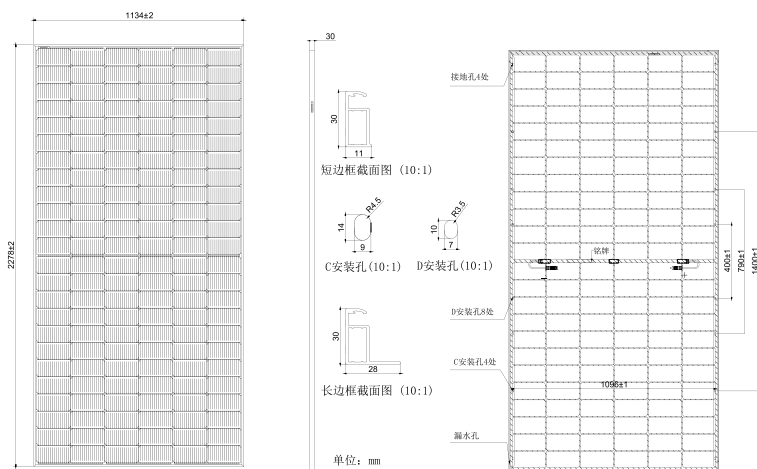 1134±2
30
2278±2
接地孔4处
30
11
短边框截面图 (10:1)
R4.5
R3.5
14
10
9
7
C安装孔(10:1)
D安装孔(10:1)
铭牌
400±1
790±1
1400±1
D安装孔8处
30
28
长边框截面图 (10:1)
C安装孔4处
1096±1
漏水孔
单位：mm